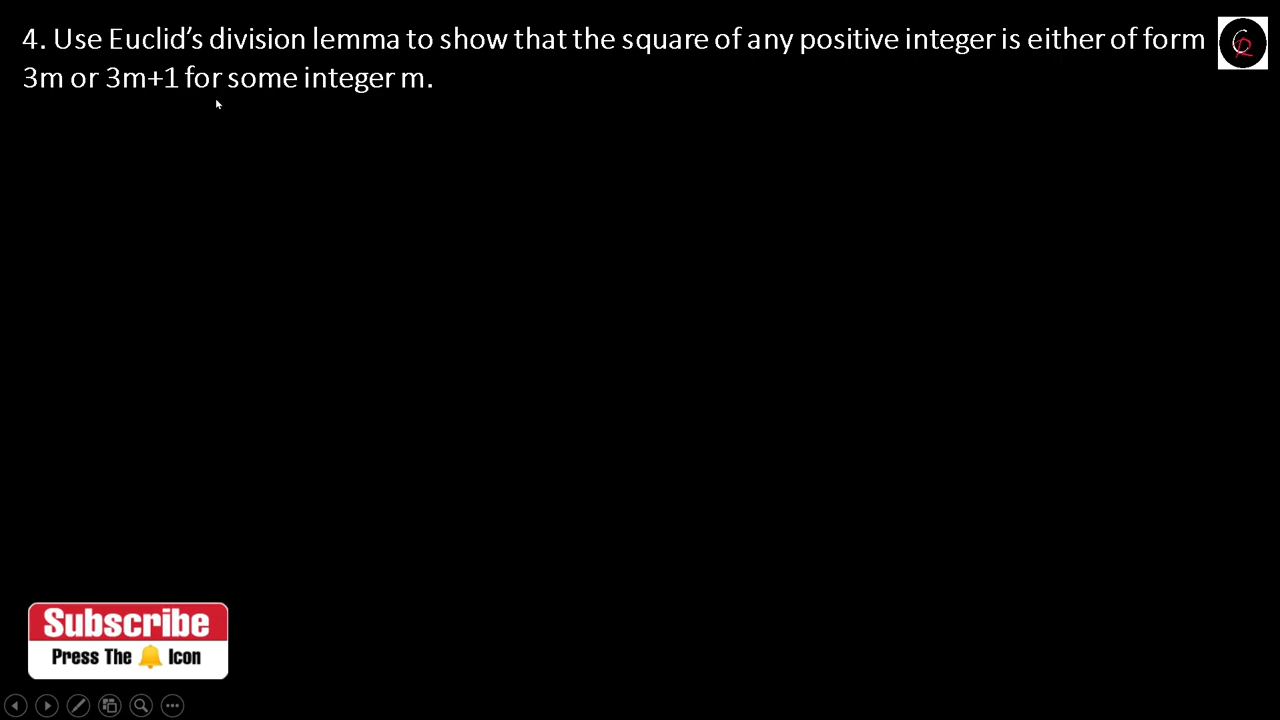 4. Use Euclid’s division lemma to show that the square of any positive integer is either of form
3m or 3m+1 for some integer m.
Subscribe
Press The Icon